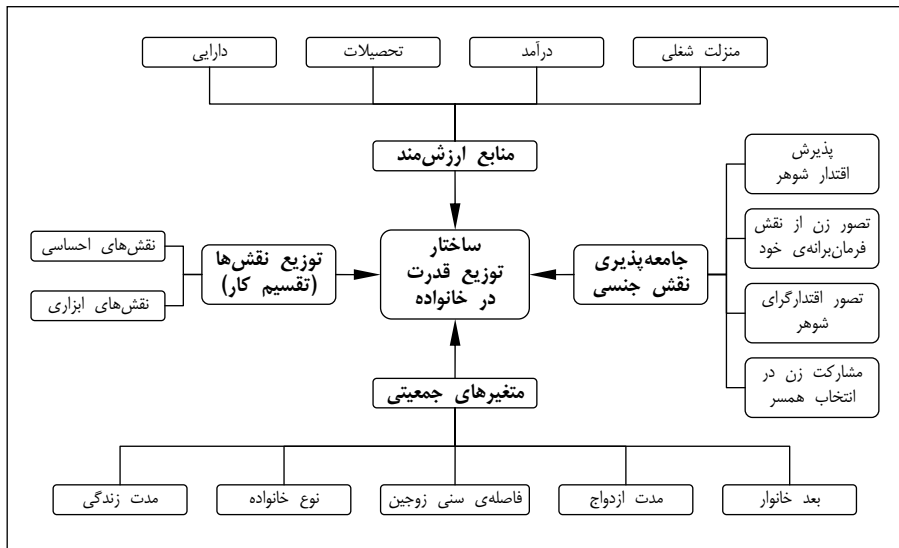 منزلت شغلی
درآمد
تحصیلات
دارایی
منابع ارزش‌مند
پذیرش
اقتدار شوهر
تصور زن از نقش
فرمان‌برانه‌ی خود
تصور اقتدارگرای
شوهر
مشارکت زن در
انتخاب همسر
جامعه‌پذیری
نقش جنسی
ساختار
توزیع قدرت
در خانواده
توزیع نقش‌ها
(تقسیم کار)
نقش‌های احساسی
نقش‌های ابزاری
متغیرهای جمعیتی
بعد خانوار
مدت ازدواج
فاصله‌ی سنی زوجین
نوع خانواده
مدت زندگی